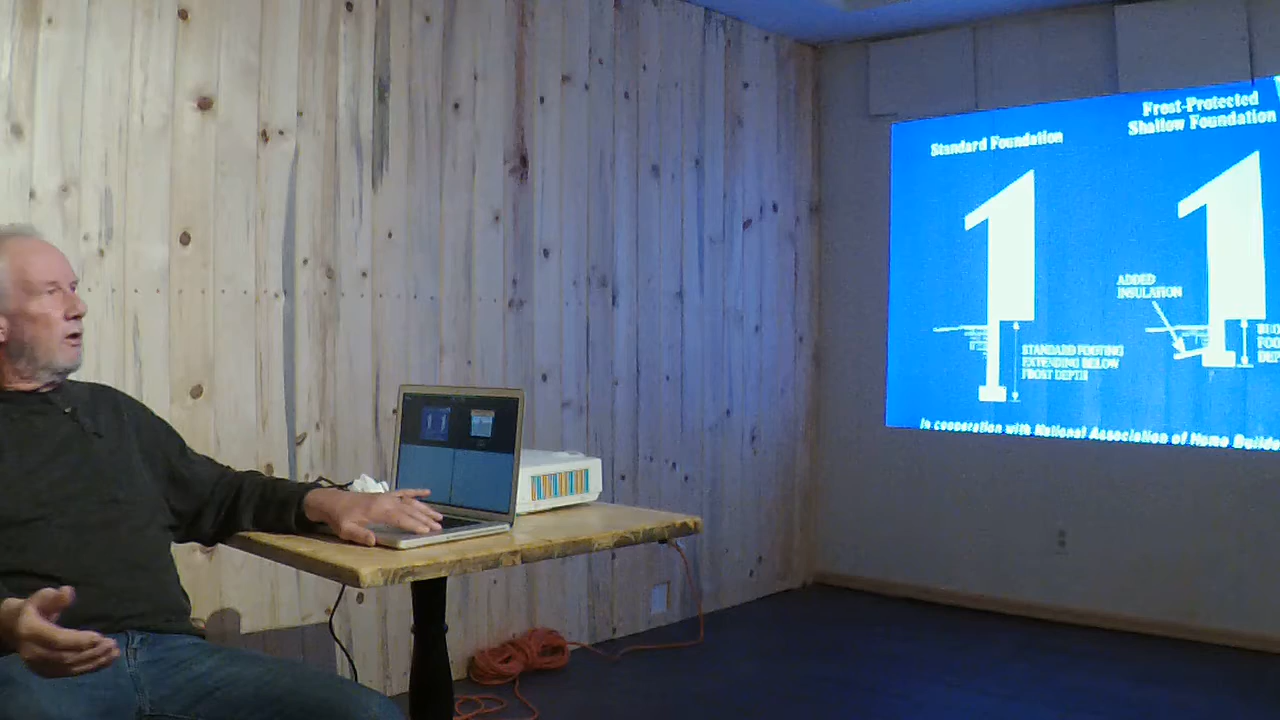 Standard Foundation
Frost-Protected
Shallow Foundation
ADDED
INSULATION
STANDARD FOOTING
EXTENDING BELOW
FROST DEPTH
In cooperation with National Association of Home Builde